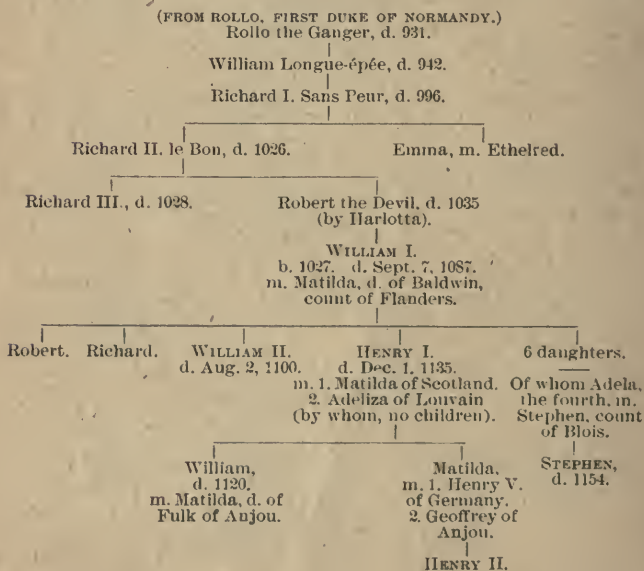 (FROM ROLLO, FIRST DUKE OF NORMANDY.)
Rollo the Ganger, d. 931.
William Longue-épée, d. 942.
Richard I. Sans Peur, d. 996.
Richard II. le Bon, d. 1026.
Emma, m. Ethelred.
Richard III., d. 1028.
Robert the Devil, d. 1035
(by Harlotta).
WILLIAM I.
b. 1027. d. Sept. 7, 1087.
m. Matilda, d. of Baldwin,
count of Flanders.
Robert.
Richard.
WILLIAM II.
d. Aug. 2, 1100.
HENRY I.
d. Dec. 1, 1135.
m. 1. Matilda of Scotland.
2. Adeliza of Louvain
(by whom, no children).
6 daughters.
Of whom Adela,
the fourth, m.
Stephen, count
of Blois.
William,
d. 1120.
m. Matilda, d. of
Fulk of Anjou.
Matilda,
m. 1. Henry V.
of Germany.
2. Geoffrey of
Anjou.
STEPHEN,
d. 1154.
HENRY II.